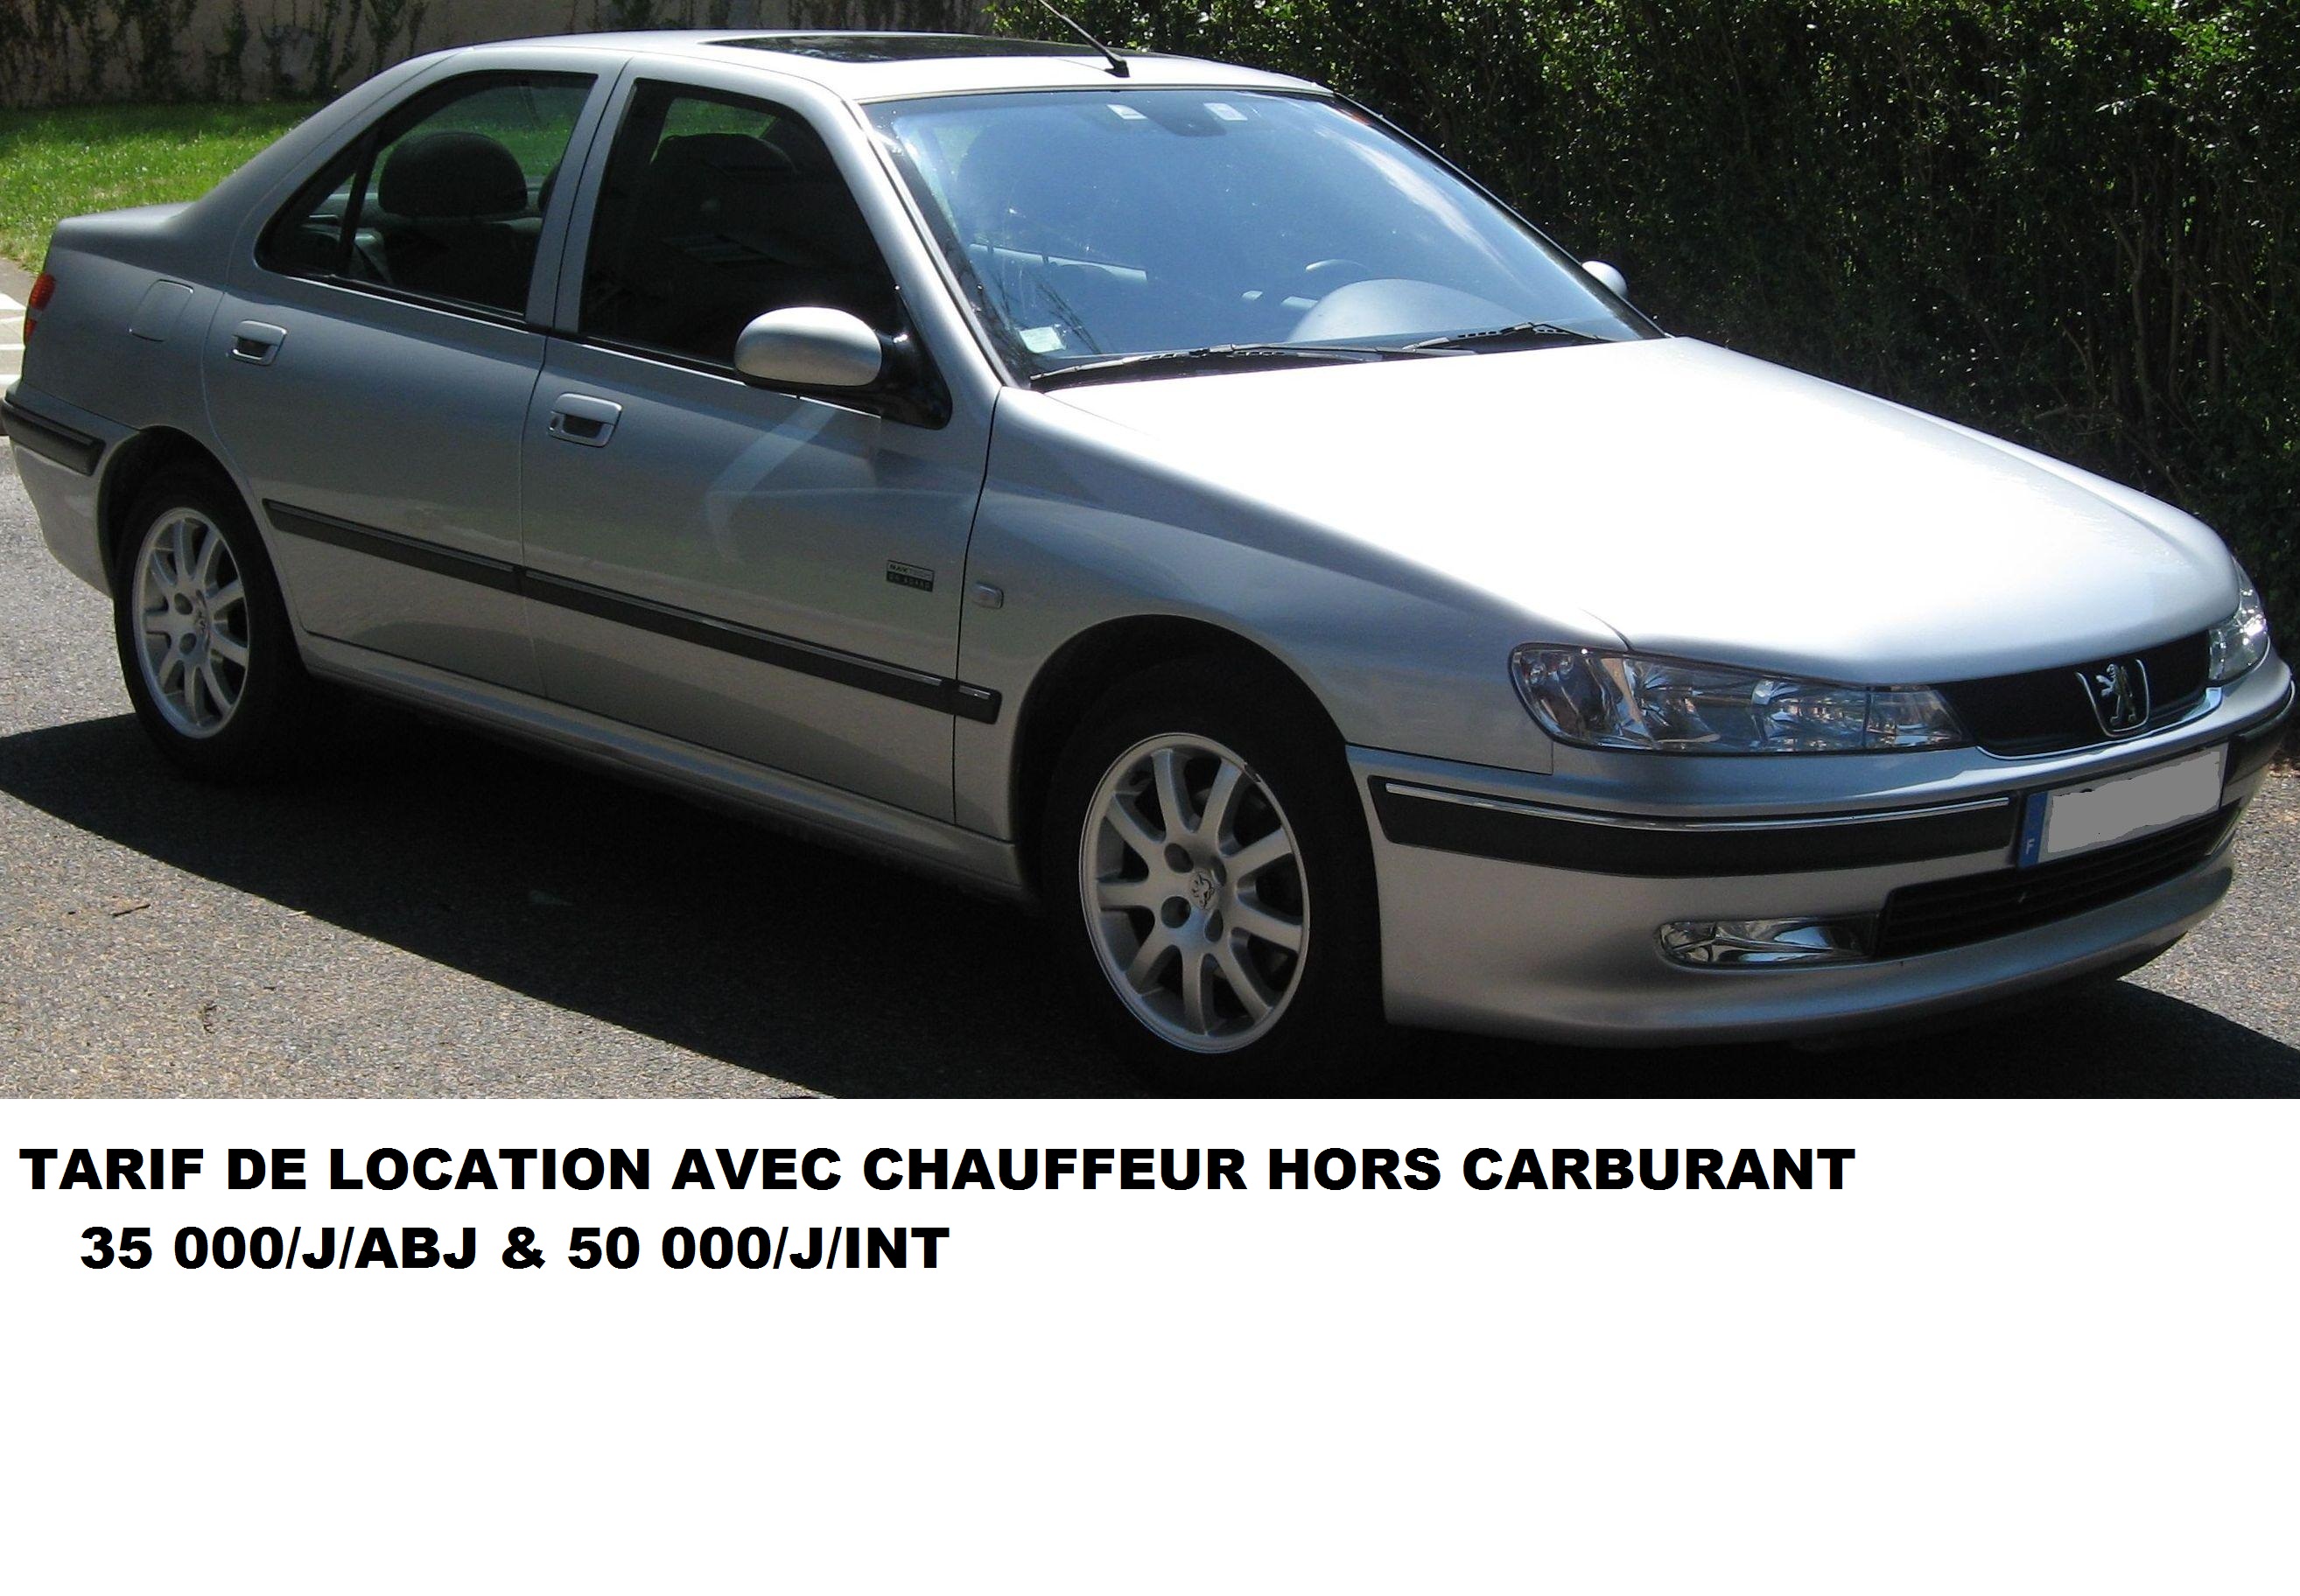 TARIF DE LOCATION AVEC CHAUFFEUR HORS CARBURANT
35 000/J/ABJ & 50 000/J/INT
F